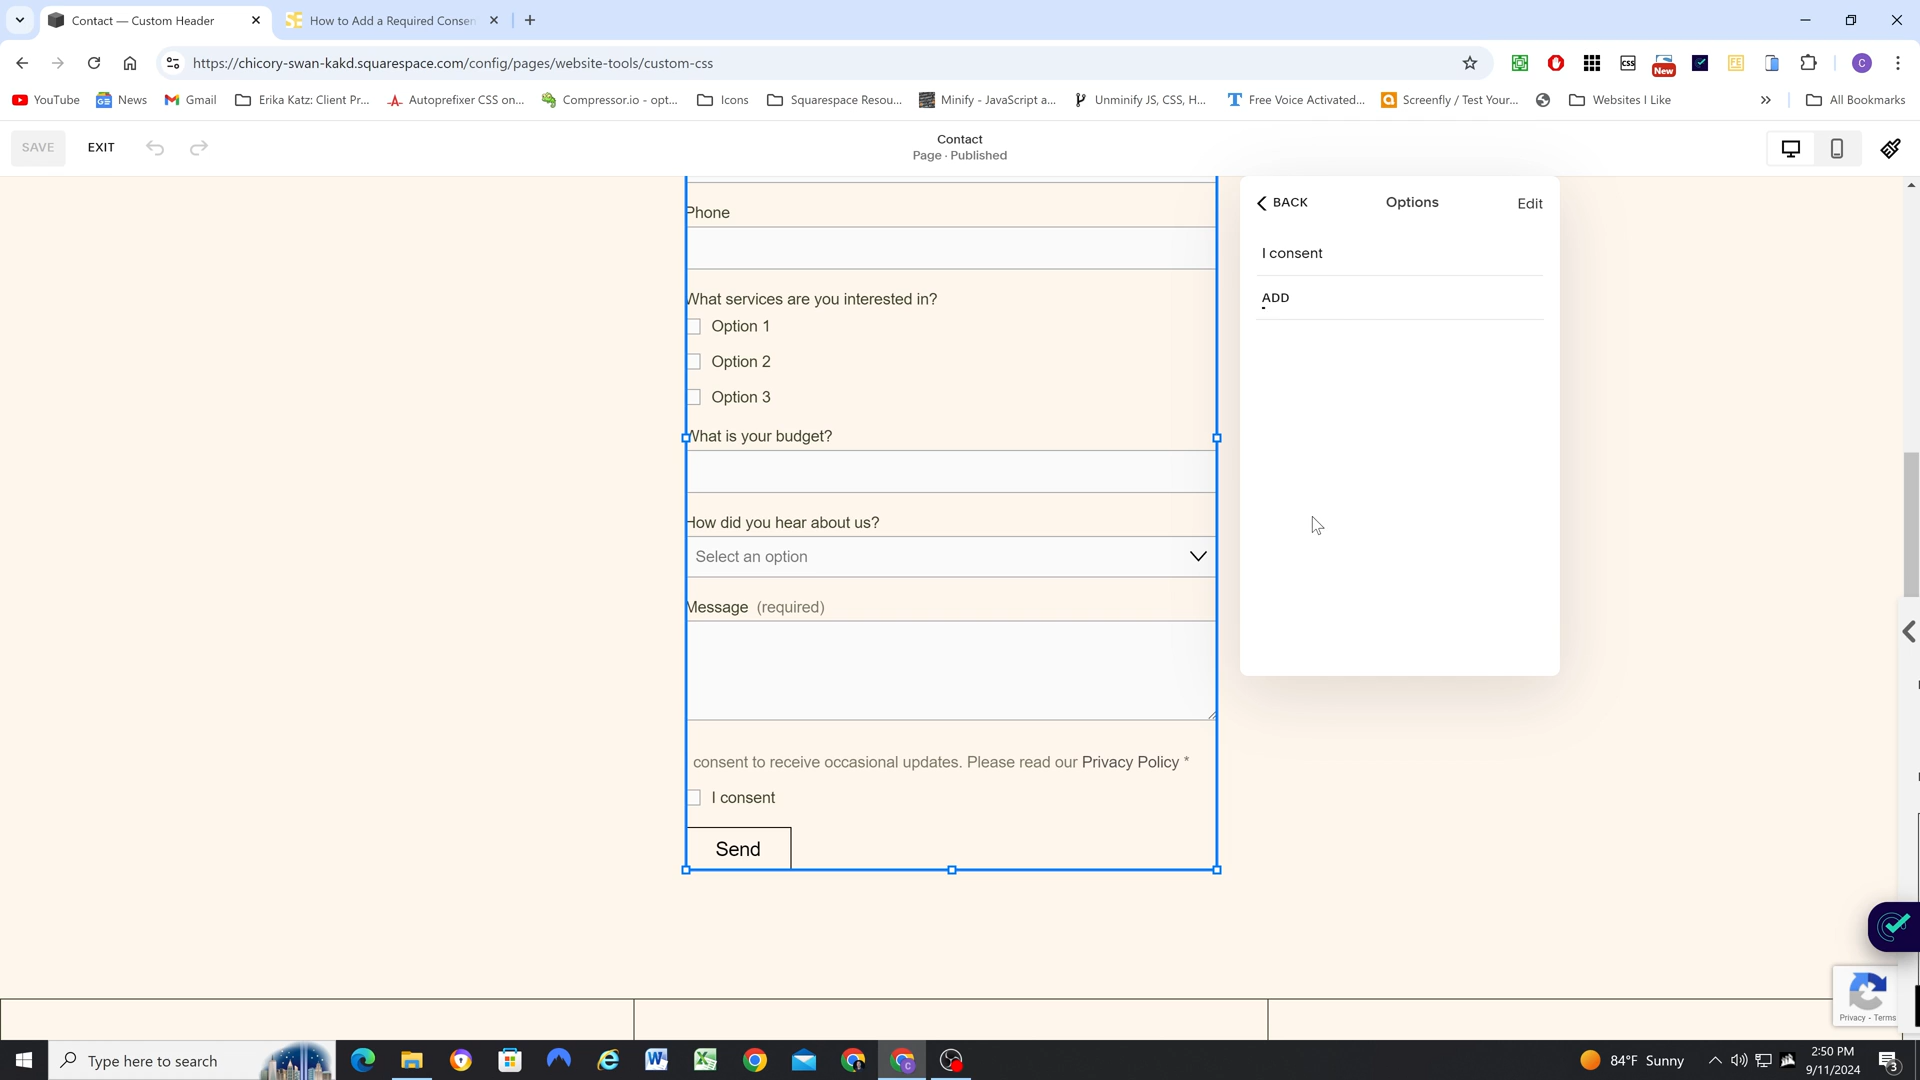 Contact — Custom Header
SE How to Add a Required Consen
https://chicory-swan-kakd.squarespace.com/config/pages/website-tools/custom-css
CSS
New
FE
C
YouTube
News
Gmail
Erika Katz: Client Pr...
Autoprefixer CSS on...
Compressor.io - opt...
Icons
Squarespace Resou...
Minify - JavaScript a...
Unminify JS, CSS, H...
Free Voice Activated...
Screenfly / Test Your...
Websites I Like
All Bookmarks
SAVE
EXIT
Contact
Page · Published
BACK
Options
Edit
I consent
ADD
Phone
What services are you interested in?
Option 1
Option 2
Option 3
What is your budget?
How did you hear about us?
Select an option
Message (required)
consent to receive occasional updates. Please read our Privacy Policy *
I consent
Send
Privacy - Terms
Type here to search
84°F Sunny
2:50 PM
9/11/2024
3